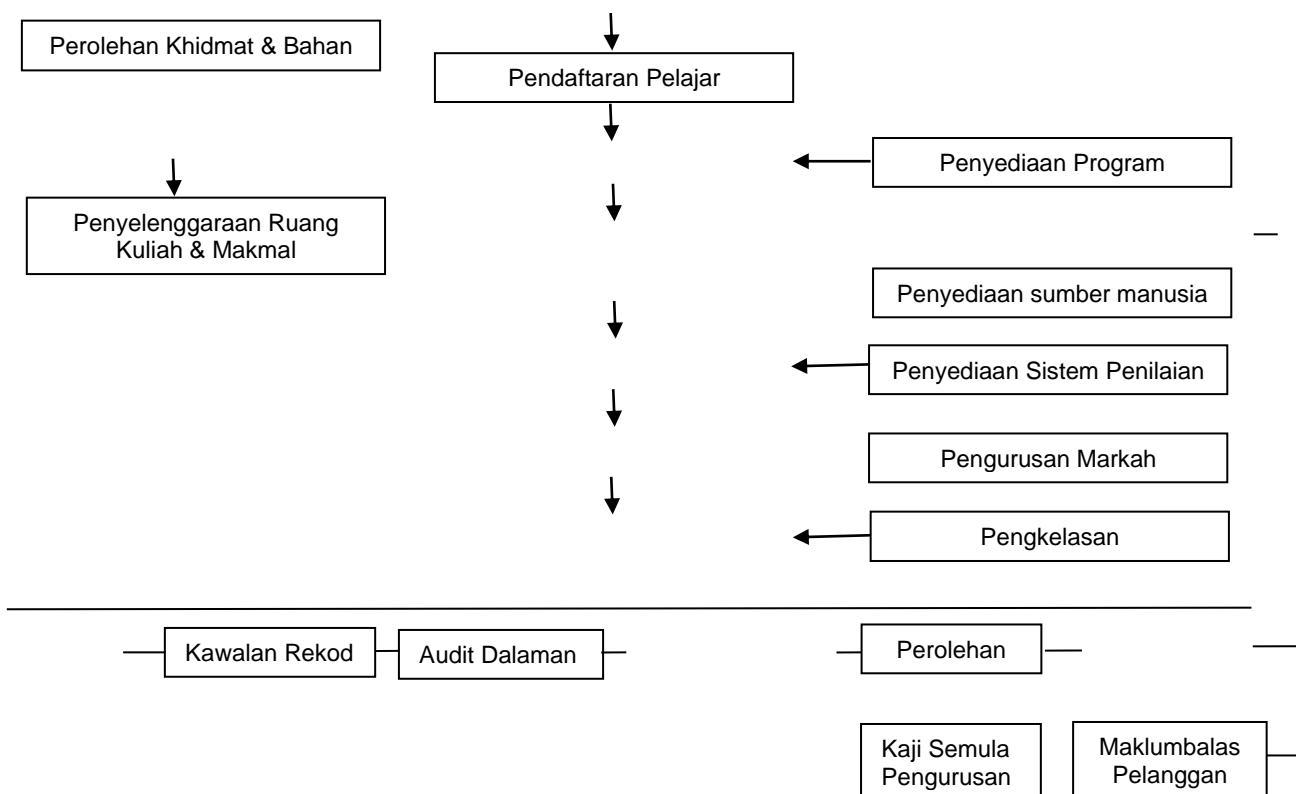 Perolehan Khidmat & Bahan
Pendaftaran Pelajar
Penyediaan Program
Penyelenggaraan Ruang
Kuliah & Makmal
Penyediaan sumber manusia
Penyediaan Sistem Penilaian
Pengurusan Markah
Pengkelasan
Kawalan Rekod
Audit Dalaman
Perolehan
Kaji Semula
Pengurusan
Maklumbalas
Pelanggan